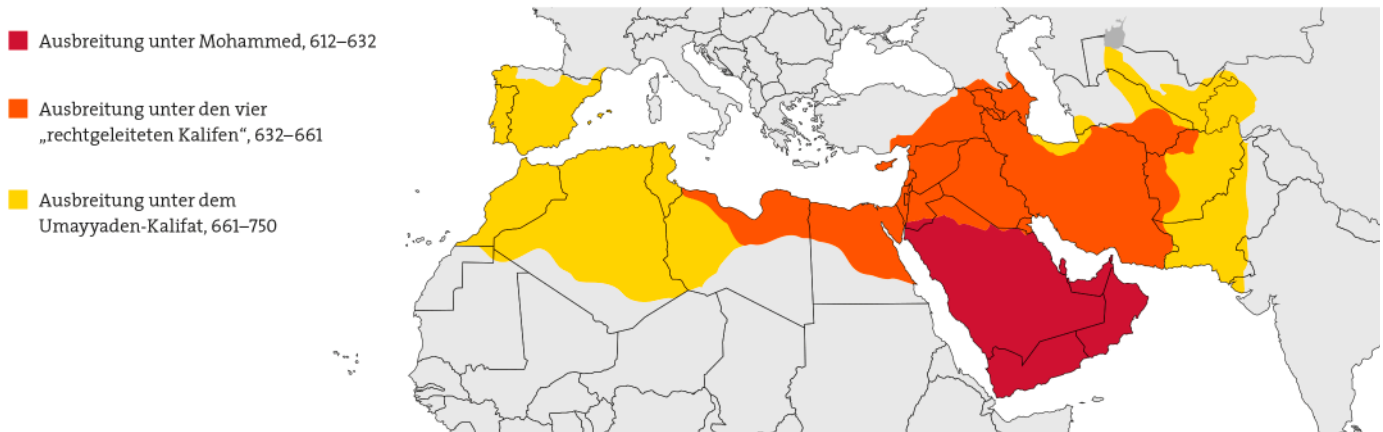 Ausbreitung unter Mohammed, 612–632
Ausbreitung unter den vier
„rechtgeleiteten Kalifen“, 632–661
Ausbreitung unter dem
Umayyaden-Kalifat, 661–750